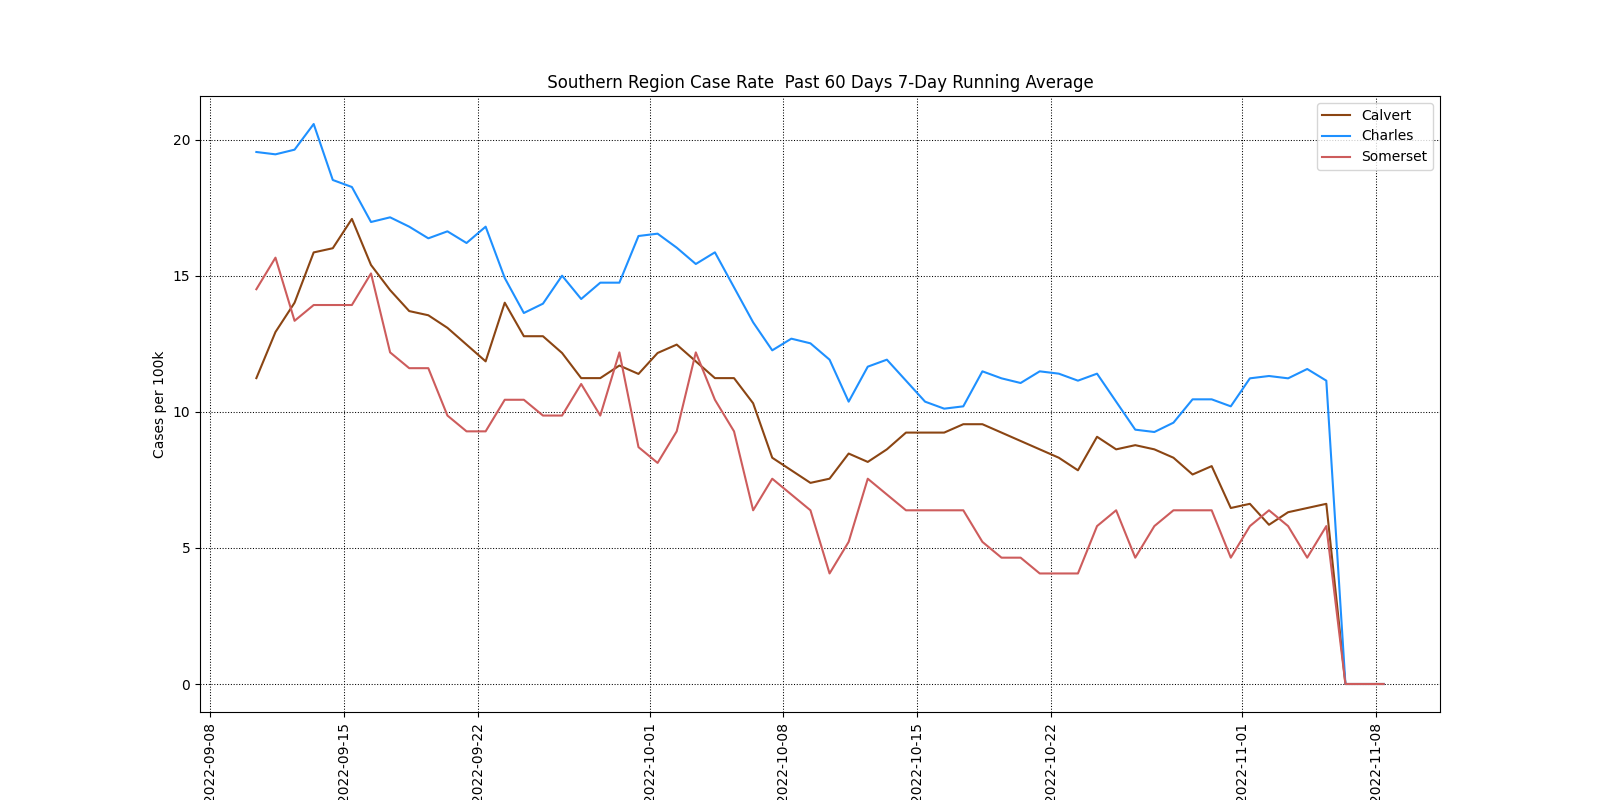 Southern Region Case Rate  Past 60 Days 7-Day Running Average
Calvert
Charles
Somerset
Cases per 100k
20
15
10
5
0
2022-09-08
2022-09-15
2022-09-22
2022-10-01
2022-10-08
2022-10-15
2022-10-22
2022-11-01
2022-11-08